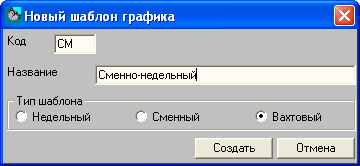 Новый шаблон графика
Код СМ
Название Сменно-недельный
Тип шаблона
Недельный Сменный Вахтовый
Создать Отмена